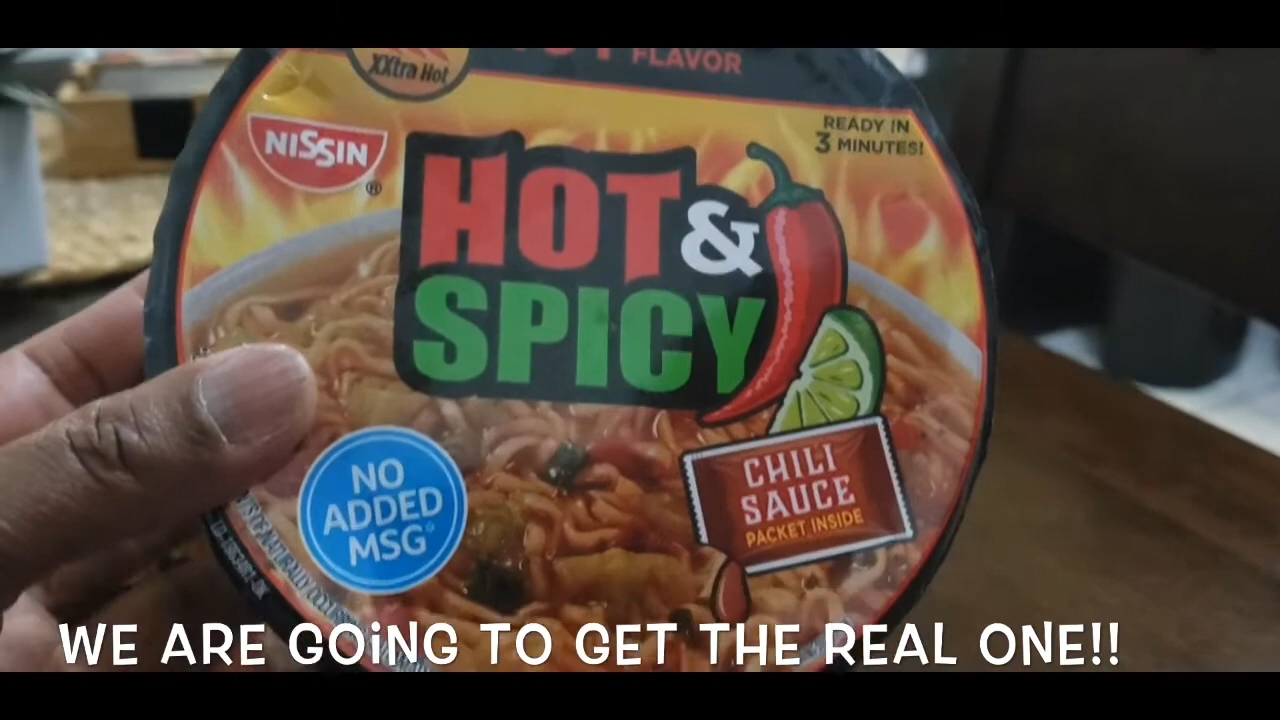 XXtra Hot
FLAVOR
NISSIN
®
READY IN
3 MINUTES!
HOT &
SPICY
NO
ADDED
MSG
CHILI
SAUCE
PACKET INSIDE
WE ARE GOiNG TO GET THE REAL ONE!!